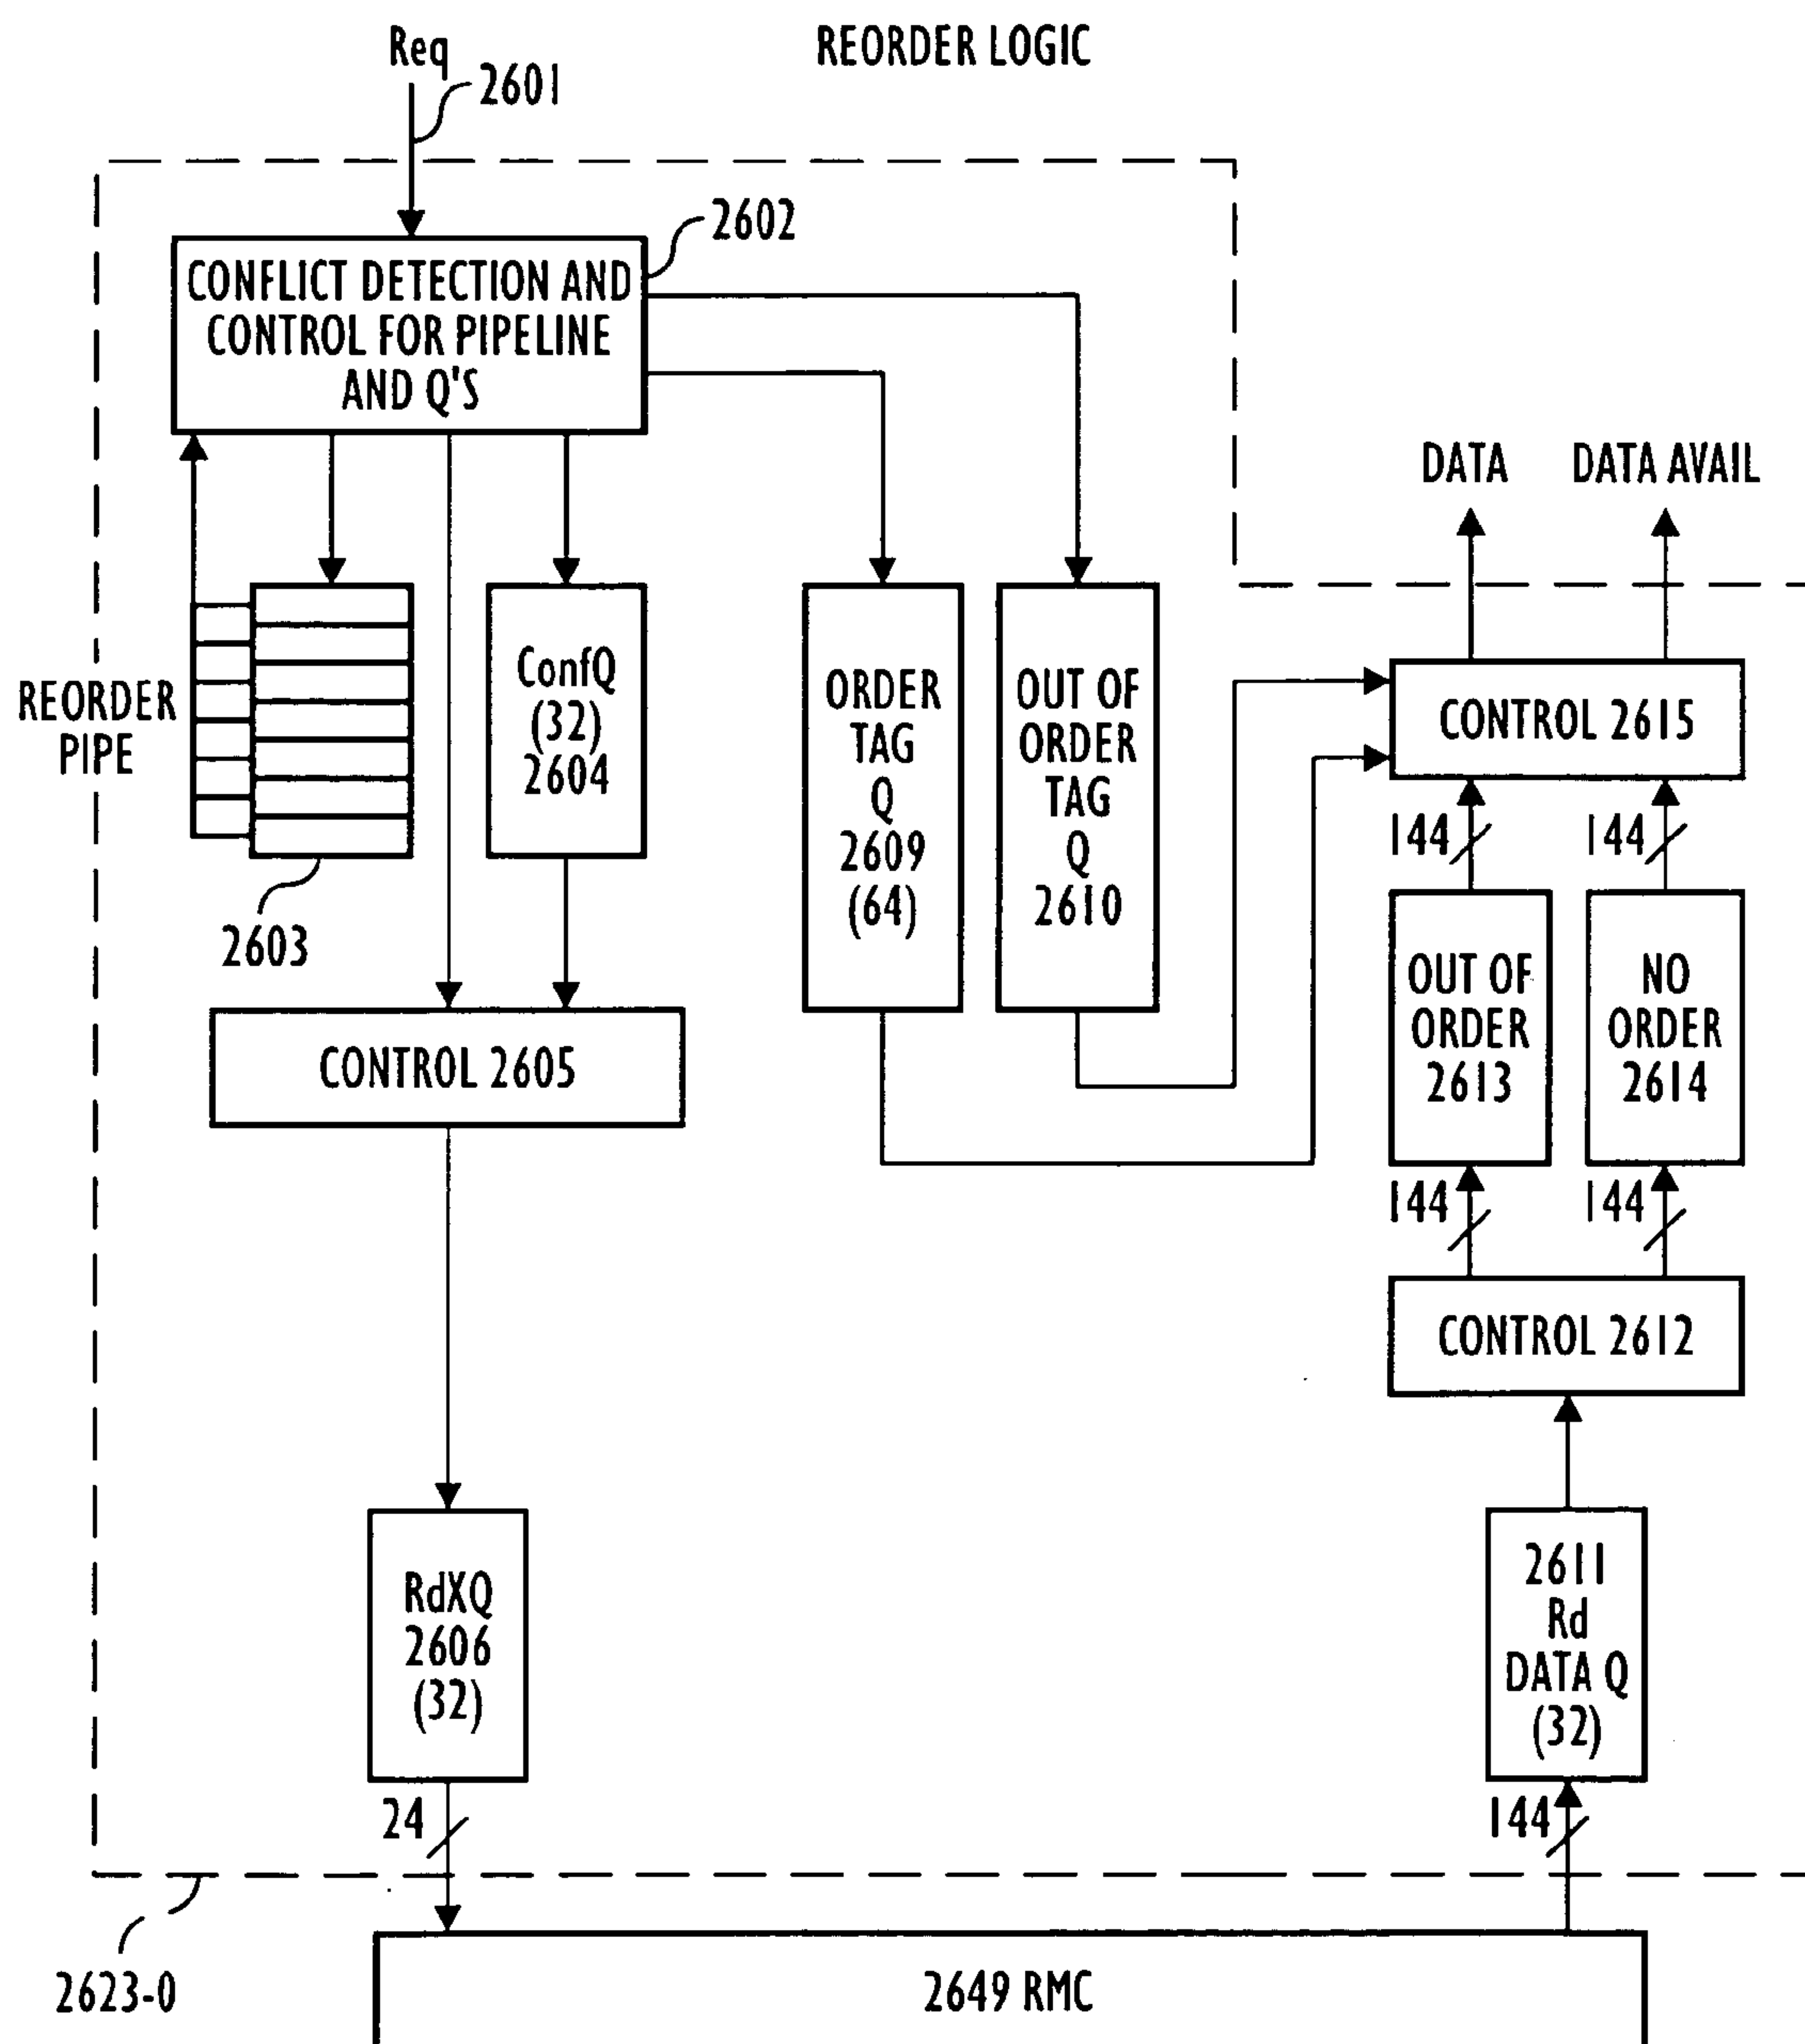 Req
REORDER LOGIC
2601
2602
CONFLICT DETECTION AND
CONTROL FOR PIPELINE
AND Q'S
DATA
DATA AVAIL
REORDER
PIPE
2603
ConfQ
(32)
2604
ORDER
TAG
Q
2609
(64)
OUT OF
ORDER
TAG
Q
2610
CONTROL 2615
144
144
OUT OF
ORDER
2613
NO
ORDER
2614
CONTROL 2605
144
144
CONTROL 2612
RdXQ
2606
(32)
2611
Rd
DATA Q
(32)
24
144
2623-0
2649 RMC